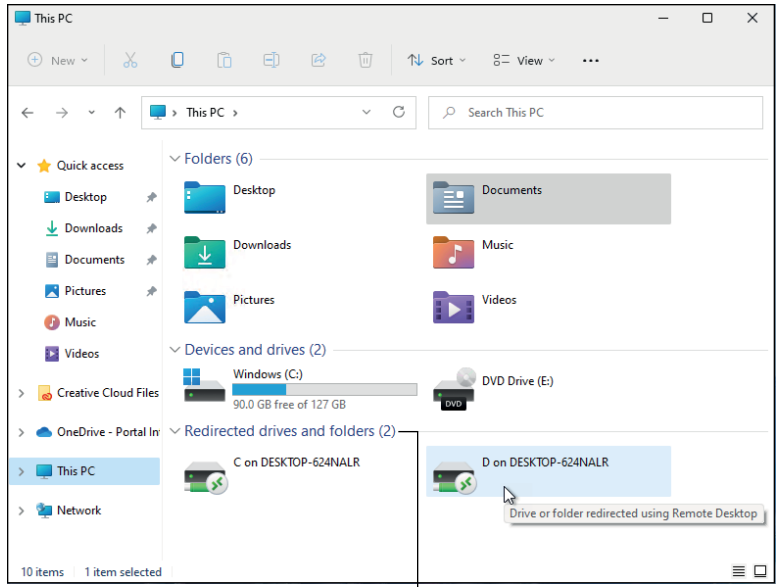 This PC
New
Sort
View
This PC
Search This PC
Quick access
Desktop
Downloads
Documents
Pictures
Music
Videos
Creative Cloud Files
OneDrive - Portal In
This PC
Network
Folders (6)
Desktop
Documents
Downloads
Music
Pictures
Videos
Devices and drives (2)
Windows (C:)
90.0 GB free of 127 GB
DVD Drive (E:)
DVD
Redirected drives and folders (2)
C on DESKTOP-624NALR
D on DESKTOP-624NALR
Drive or folder redirected using Remote Desktop
10 items
1 item selected